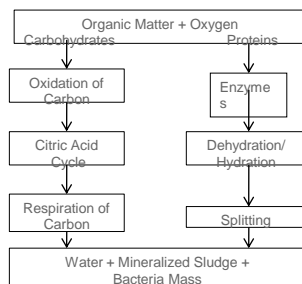 Organic Matter + Oxygen
Carbohydrates Proteins
Oxidation of
Carbon
Enzyme
s
Citric Acid
Cycle
Dehydration/
Hydration
Respiration of
Carbon
Splitting
Water + Mineralized Sludge +
Bacteria Mass